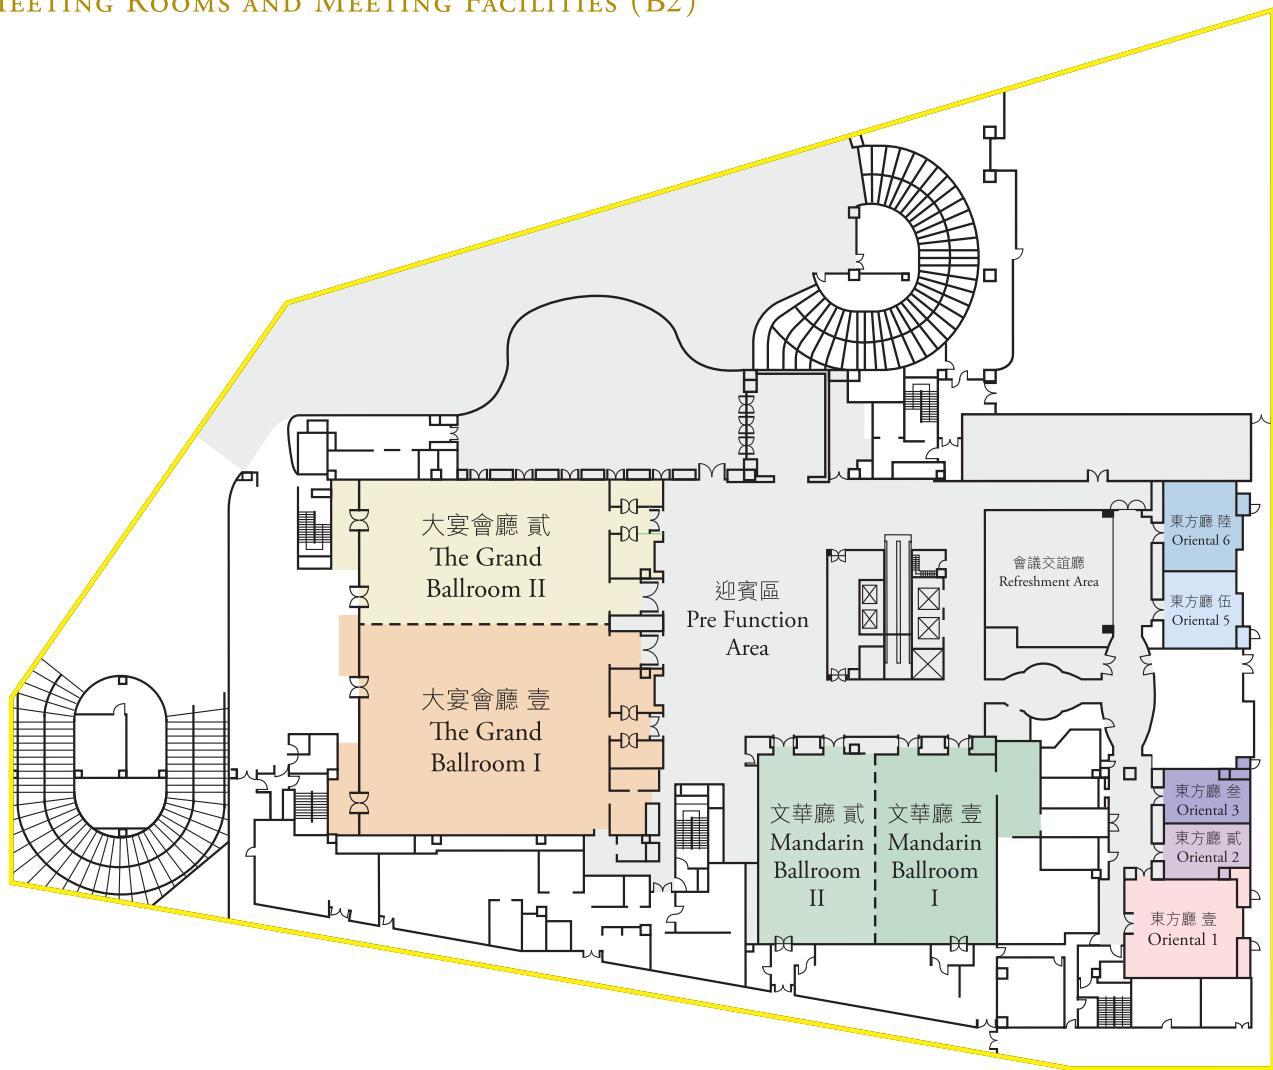 MEETING ROOMS AND MEETING FACILITIES (B2)
大宴會廳 貳
The Grand
Ballroom II
大宴會廳 壹
The Grand
Ballroom I
迎賓區
Pre Function
Area
會議交誼廳
Refreshment Area
東方廳 陸
Oriental 6
東方廳 伍
Oriental 5
文華廳 貳
Mandarin
Ballroom
II
文華廳 壹
Mandarin
Ballroom
I
東方廳 叁
Oriental 3
東方廳 貳
Oriental 2
東方廳 壹
Oriental 1